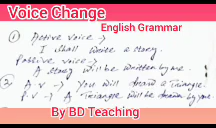 Voice Change
English Grammar
① Active voice →
I shall write a story.
Passive voice →
A story will be written by me.
② A.v → You will draw a Triangle.
P.v → A Triangle will be drawn by you
By BD Teaching